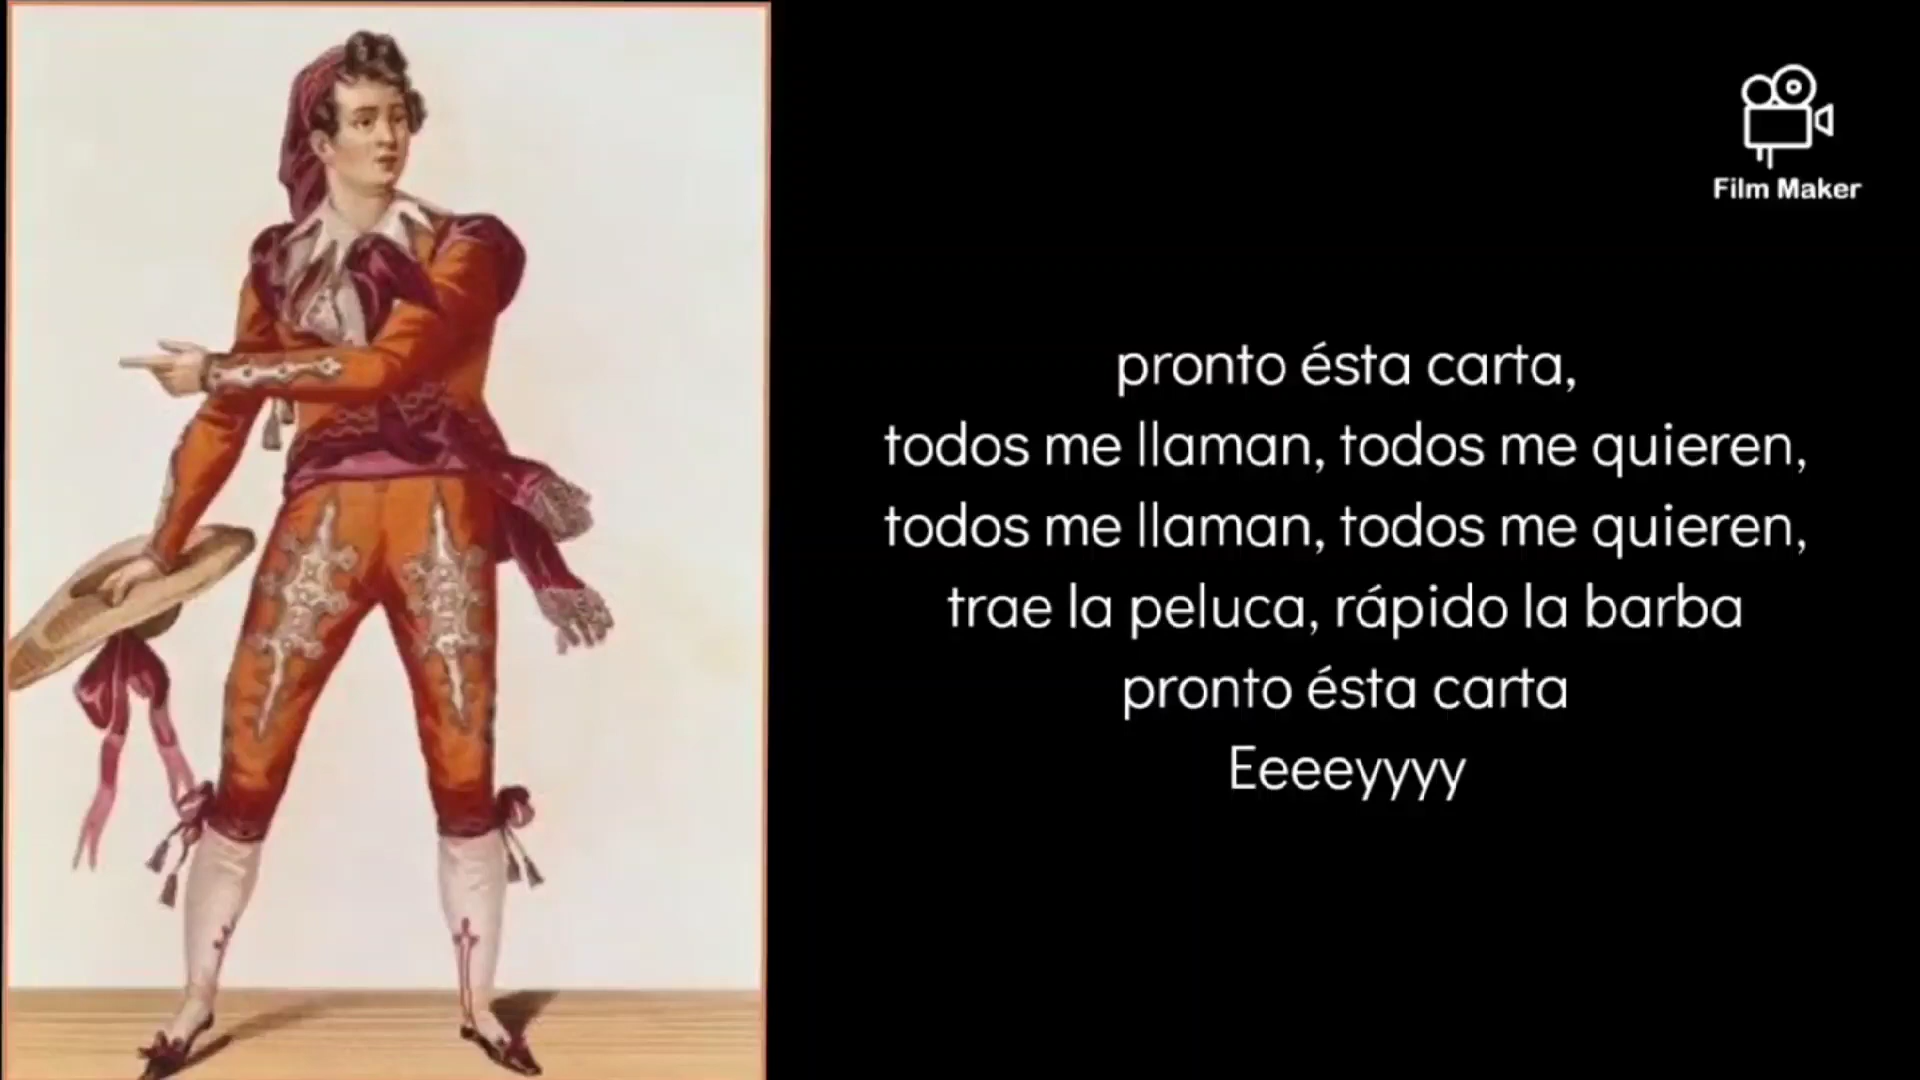 Film Maker
pronto ésta carta,
todos me llaman, todos me quieren,
todos me llaman, todos me quieren,
trae la peluca, rápido la barba
pronto ésta carta
Eeeeyyyy